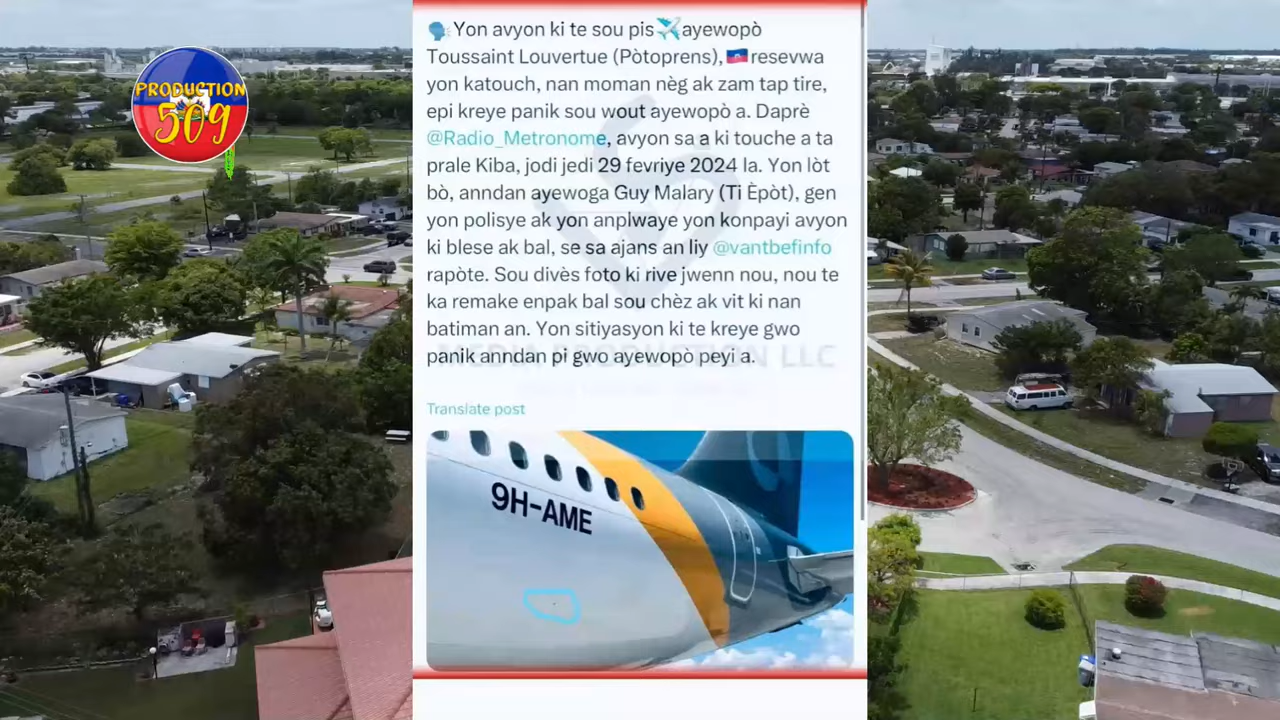 PRODUCTION
509
Yon avyon ki te sou pis ayewopò
Toussaint Louvertue (Pòtoprens), resevwa
yon katouch, nan moman nèg ak zam tap tire,
epi kreye panik sou wout ayewopò a. Daprè
@Radio_Metronome, avyon sa a ki touche a ta
prale Kiba, jodi jedi 29 fevriye 2024 la. Yon lòt
bò, anndan ayewoga Guy Malary (Ti Èpòt), gen
yon polisye ak yon anplwaye yon konpayi avyon
ki blese ak bal, se sa ajans an liy @vantbefinfo
rapòte. Sou divès foto ki rive jwenn nou, nou te
ka remake enpak bal sou chèz ak vit ki nan
batiman an. Yon sitiyasyon ki te kreye gwo
panik anndan pi gwo ayewopò peyi a.
MEDIA PRODUCTION LLC
Translate post
9H-AME